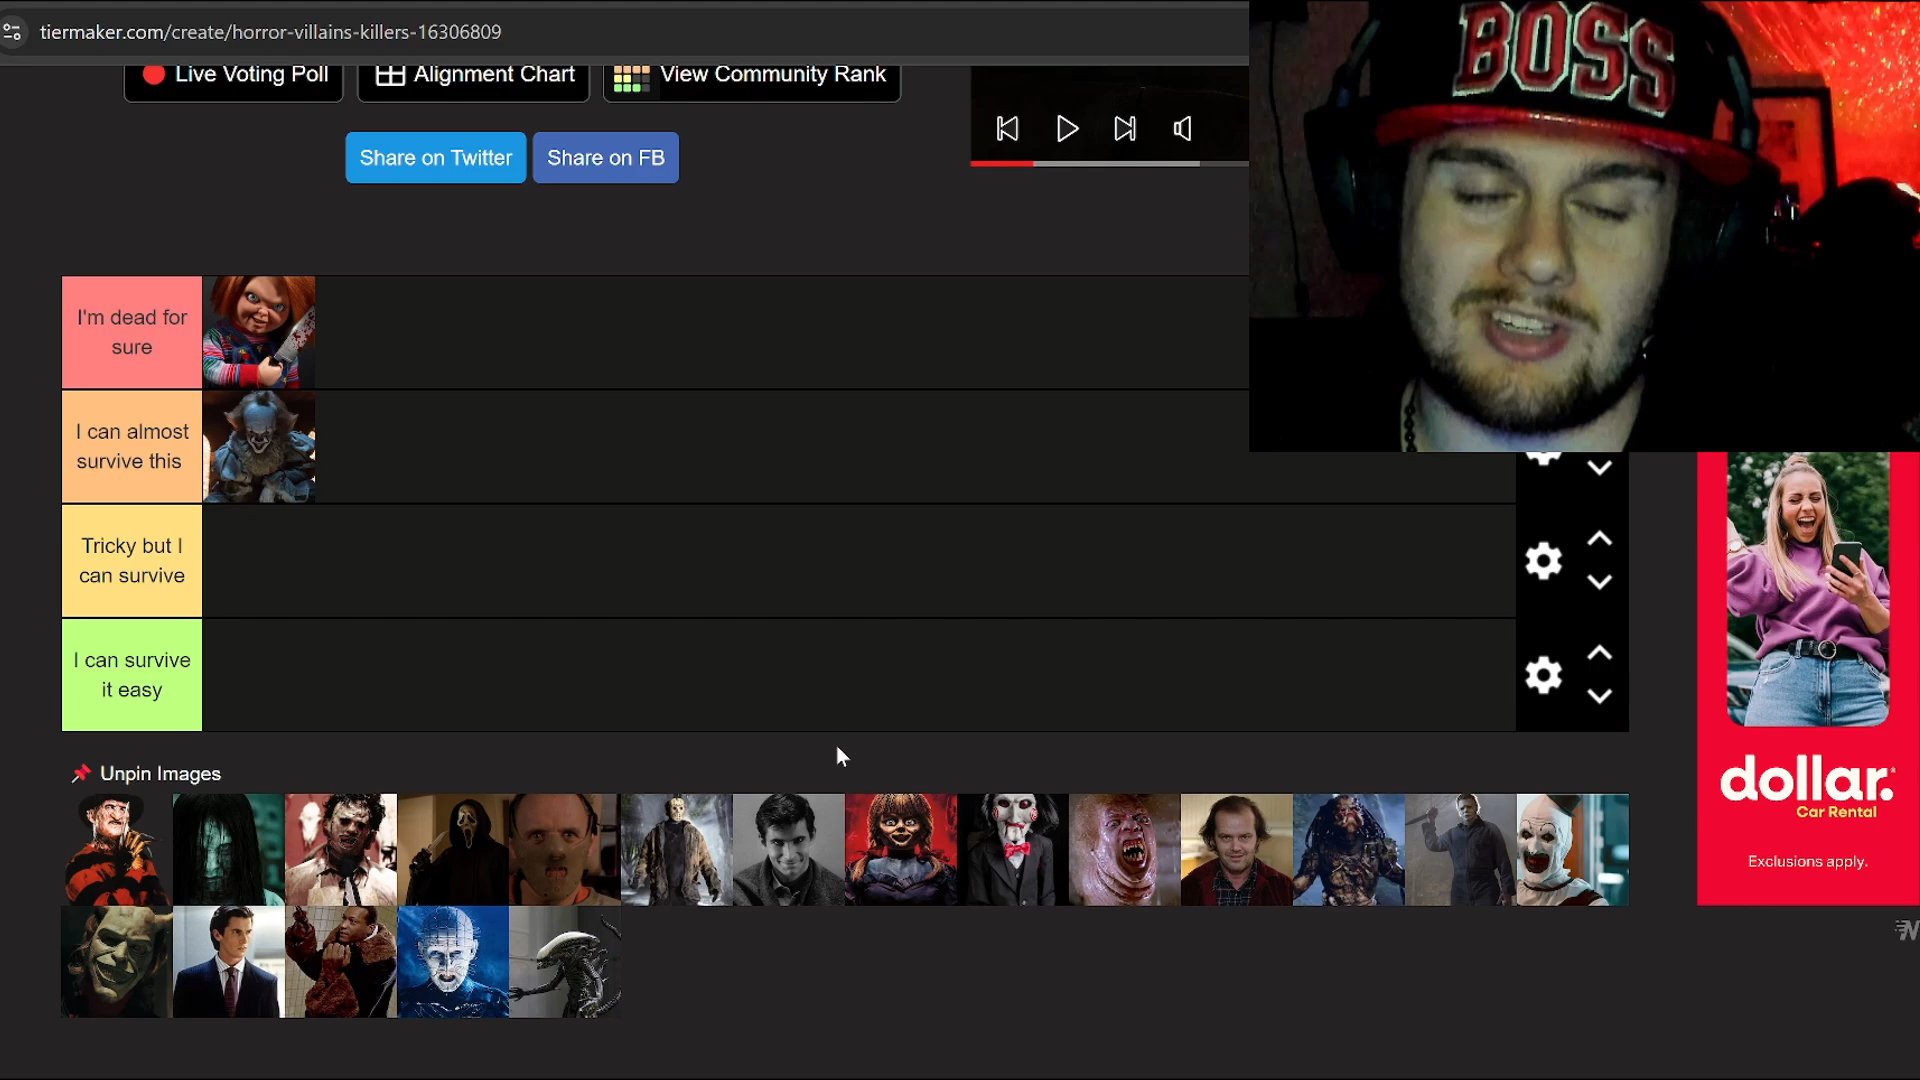 tiermaker.com/create/horror-villains-killers-16306809
Live Voting Poll
Alignment Chart
View Community Rank
BOSS
Share on Twitter
Share on FB
I'm dead for
sure
I can almost
survive this
Tricky but I
can survive
I can survive
it easy
Unpin Images
dollar.
Car Rental
Exclusions apply.